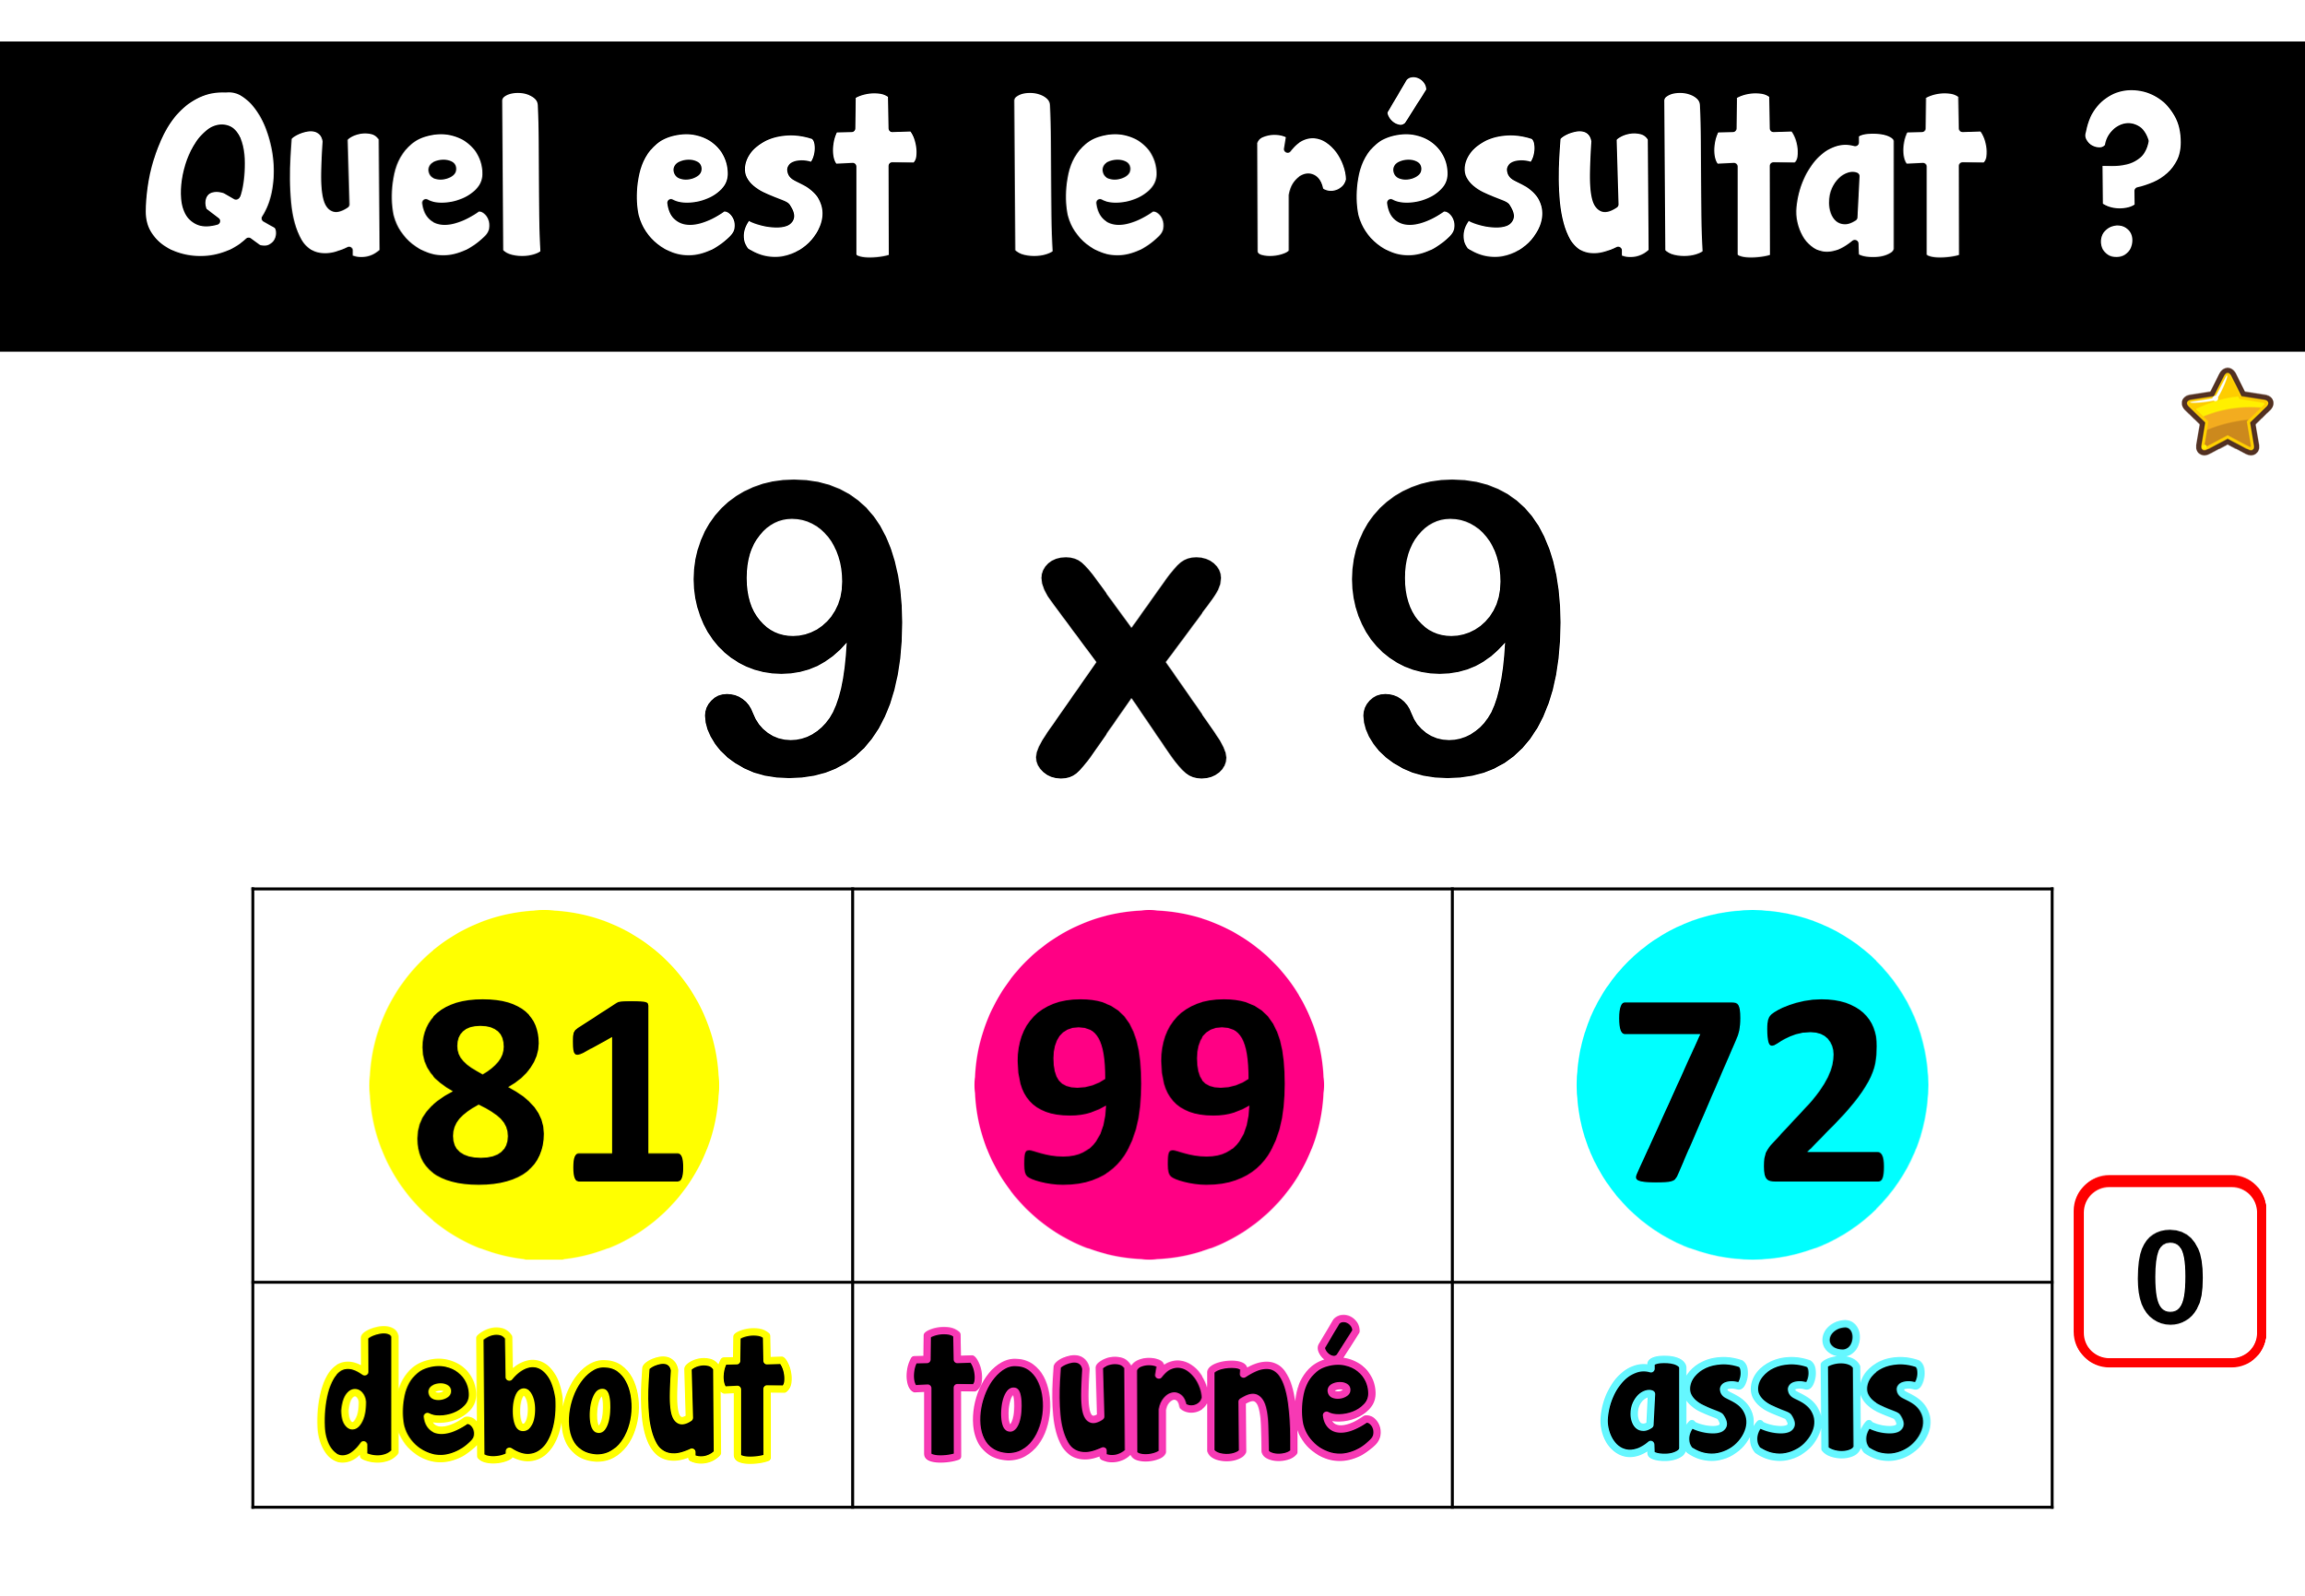 Quel est le résultat ?
9 x 9
81 99 72
0
debout tourné assis